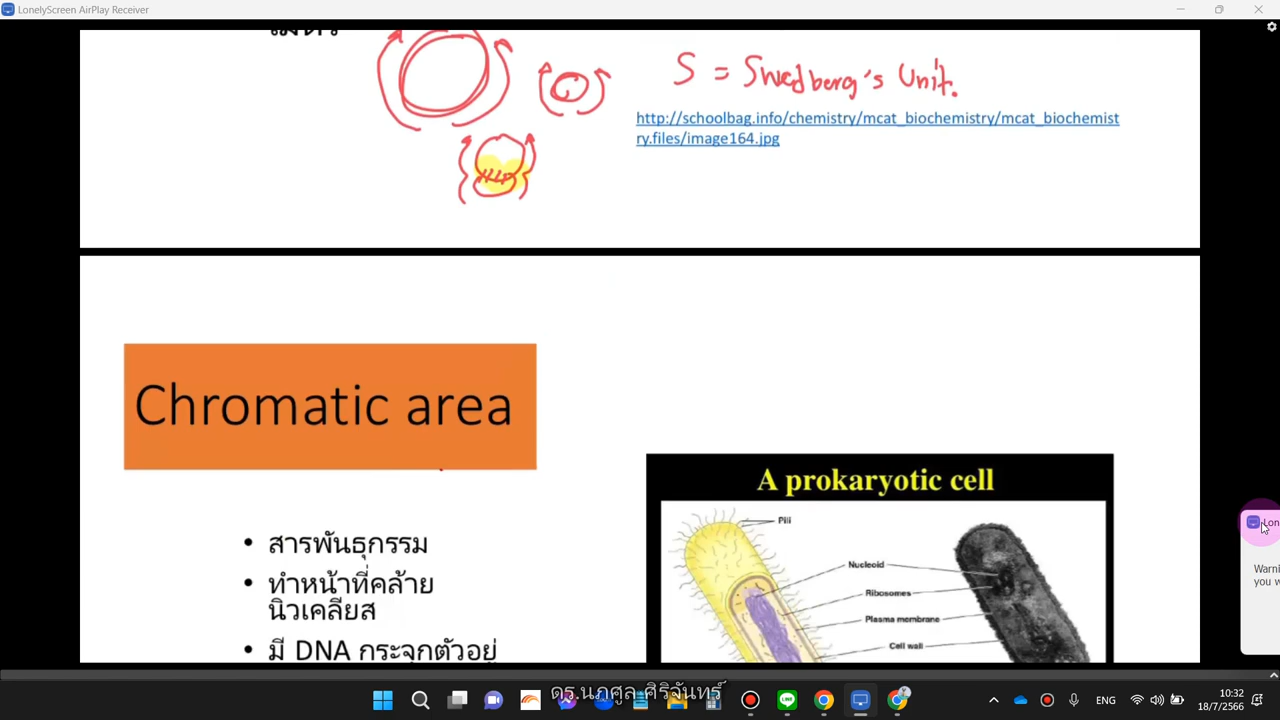 LonelyScreen AirPlay Receiver
S = Swedberg's Unit.
http://schoolbag.info/chemistry/mcat_biochemistry/mcat_biochemist
ry.files/image164.jpg
Chromatic area
• สารพันธุกรรม
• ทำหน้าที่คล้าย
นิวเคลียส
• มี DNA กระจุกตัวอยู่
A prokaryotic cell
Pili
Nucleoid
Ribosomes
Plasma membrane
Cell wall
Lon
Warni
you w
ดร.นภศูล ศิริจันทร์
ENG
10:32
18/7/2566